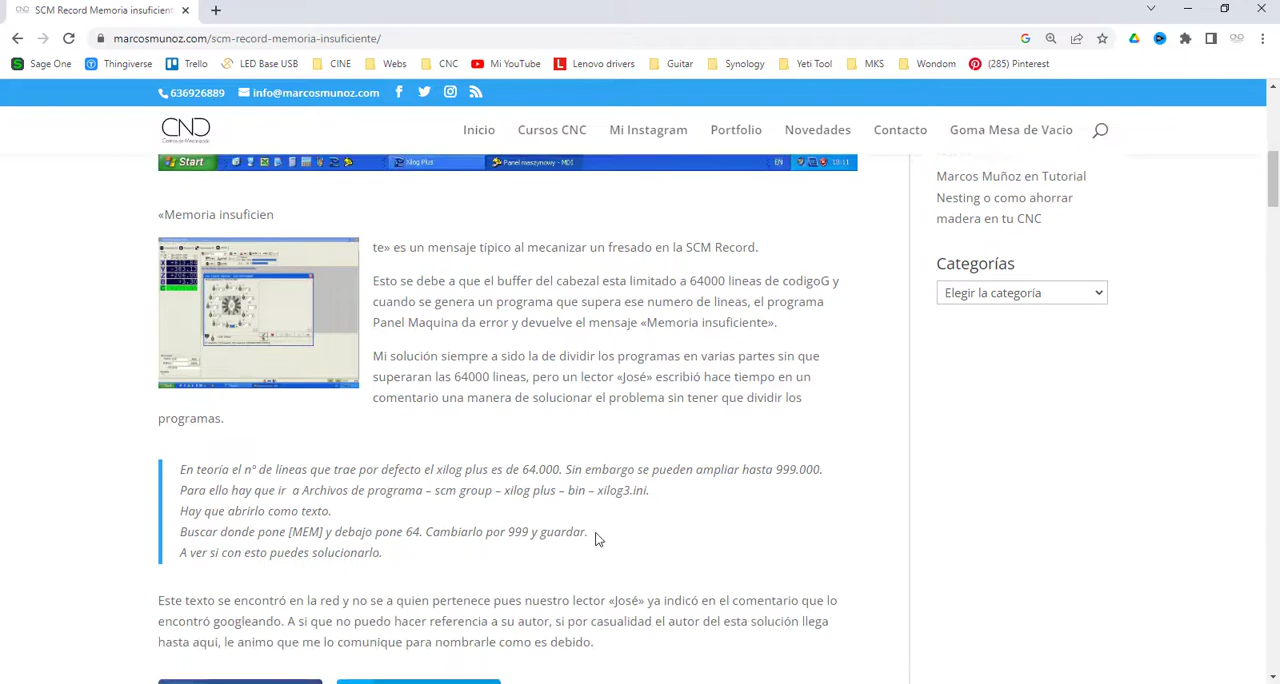 SCM Record Memoria insuficient
marcosmunoz.com/scm-record-memoria-insuficiente/
Sage One
Thingiverse
Trello
LED Base USB
CINE
Webs
CNC
Mi YouTube
Lenovo drivers
Guitar
Synology
Yeti Tool
MKS
Wondom
(285) Pinterest
636926889
info@marcosmunoz.com
CND
Inicio
Cursos CNC
Mi Instagram
Portfolio
Novedades
Contacto
Goma Mesa de Vacio
Start
Xilog Plus
Panel maszynowy - MDI
EN
18:11
Marcos Muñoz en Tutorial
Nesting o como ahorrar
madera en tu CNC
«Memoria insuficien
Categorías
Elegir la categoría
te» es un mensaje tipico al mecanizar un fresado en la SCM Record.
Esto se debe a que el buffer del cabezal esta limitado a 64000 lineas de codigoG y
cuando se genera un programa que supera ese numero de lineas, el programa
Panel Maquina da error y devuelve el mensaje «Memoria insuficiente».
Mi solución siempre a sido la de dividir los programas en varias partes sin que
superaran las 64000 lineas, pero un lector «José» escribió hace tiempo en un
comentario una manera de solucionar el problema sin tener que dividir los
programas.
En teoría el nº de líneas que trae por defecto el xilog plus es de 64.000. Sin embargo se pueden ampliar hasta 999.000.
Para ello hay que ir a Archivos de programa – scm group – xilog plus – bin – xilog3.ini.
Hay que abrirlo como texto.
Buscar donde pone [MEM] y debajo pone 64. Cambiarlo por 999 y guardar.
A ver si con esto puedes solucionarlo.
Este texto se encontró en la red y no se a quien pertenece pues nuestro lector «José» ya indicó en el comentario que lo
encontró googleando. A si que no puedo hacer referencia a su autor, si por casualidad el autor del esta solución llega
hasta aquí, le animo que me lo comunique para nombrarle como es debido.